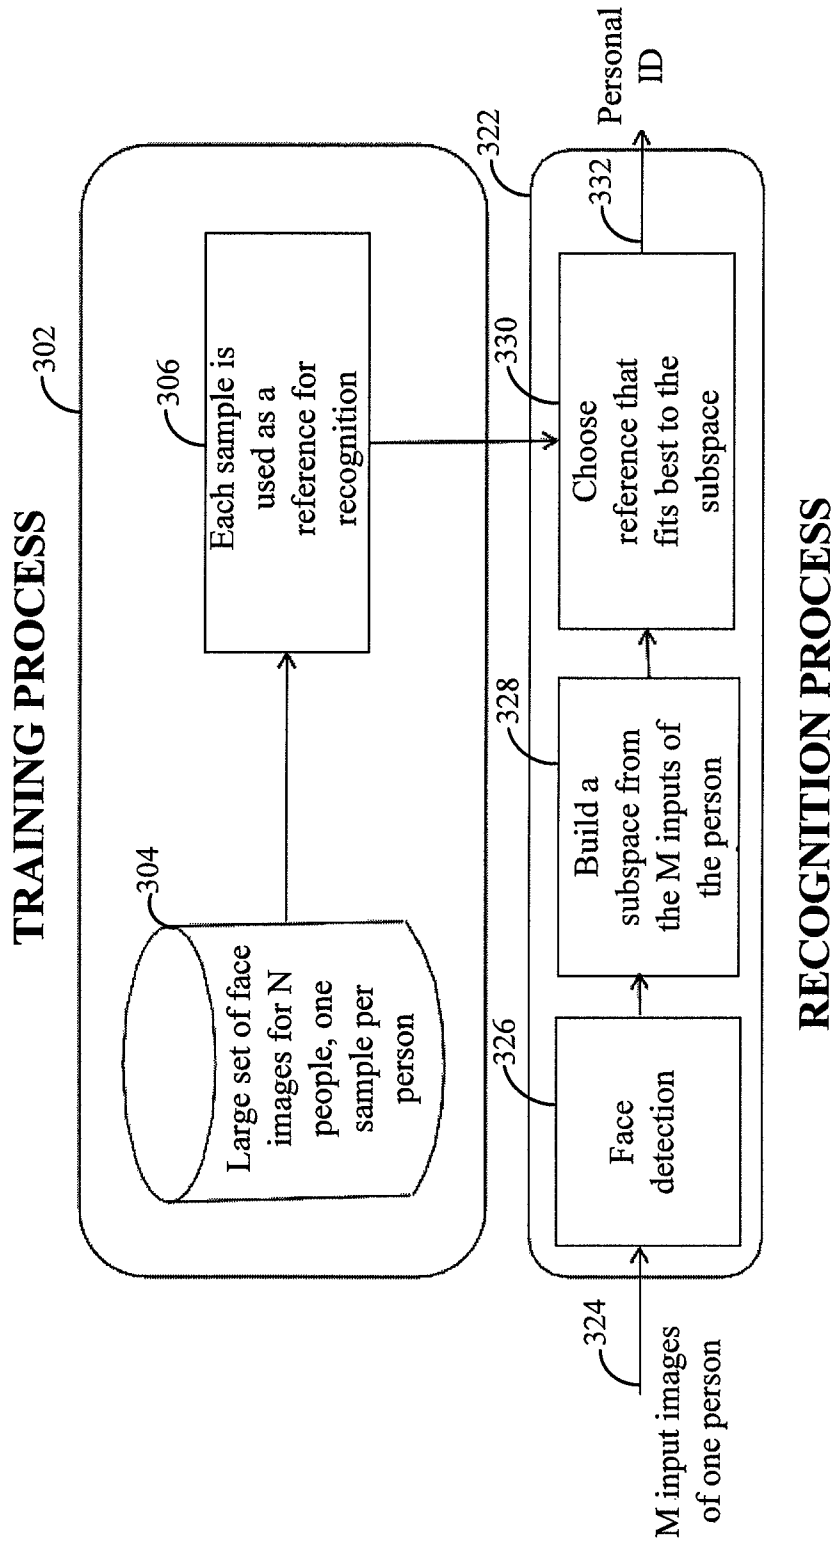 TRAINING PROCESS
302
304
Large set of face
images for N
people, one
sample per
person
306
Each sample is
used as a
reference for
recognition
322
324
M input images
of one person
326
Face
detection
328
Build a
subspace from
the M inputs of
the person
330
Choose
reference that
fits best to the
subspace
332
Personal
ID
RECOGNITION PROCESS